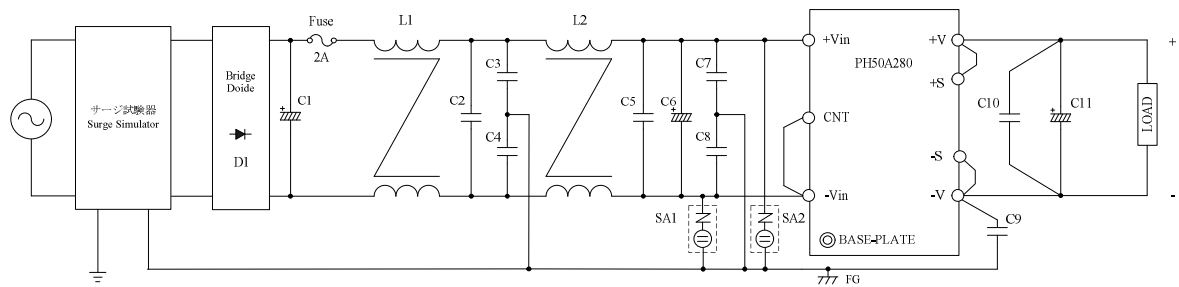 Fuse
2A
L1
L2
サージ試験器
Surge Simulator
Bridge
Doide
D1
C1
C2
C3
C4
C5
C6
C7
C8
SA1
SA2
+Vin
CNT
-Vin
PH50A280
BASE-PLATE
+V
+S
-S
-V
C9
C10
C11
LOAD
+
-
FG